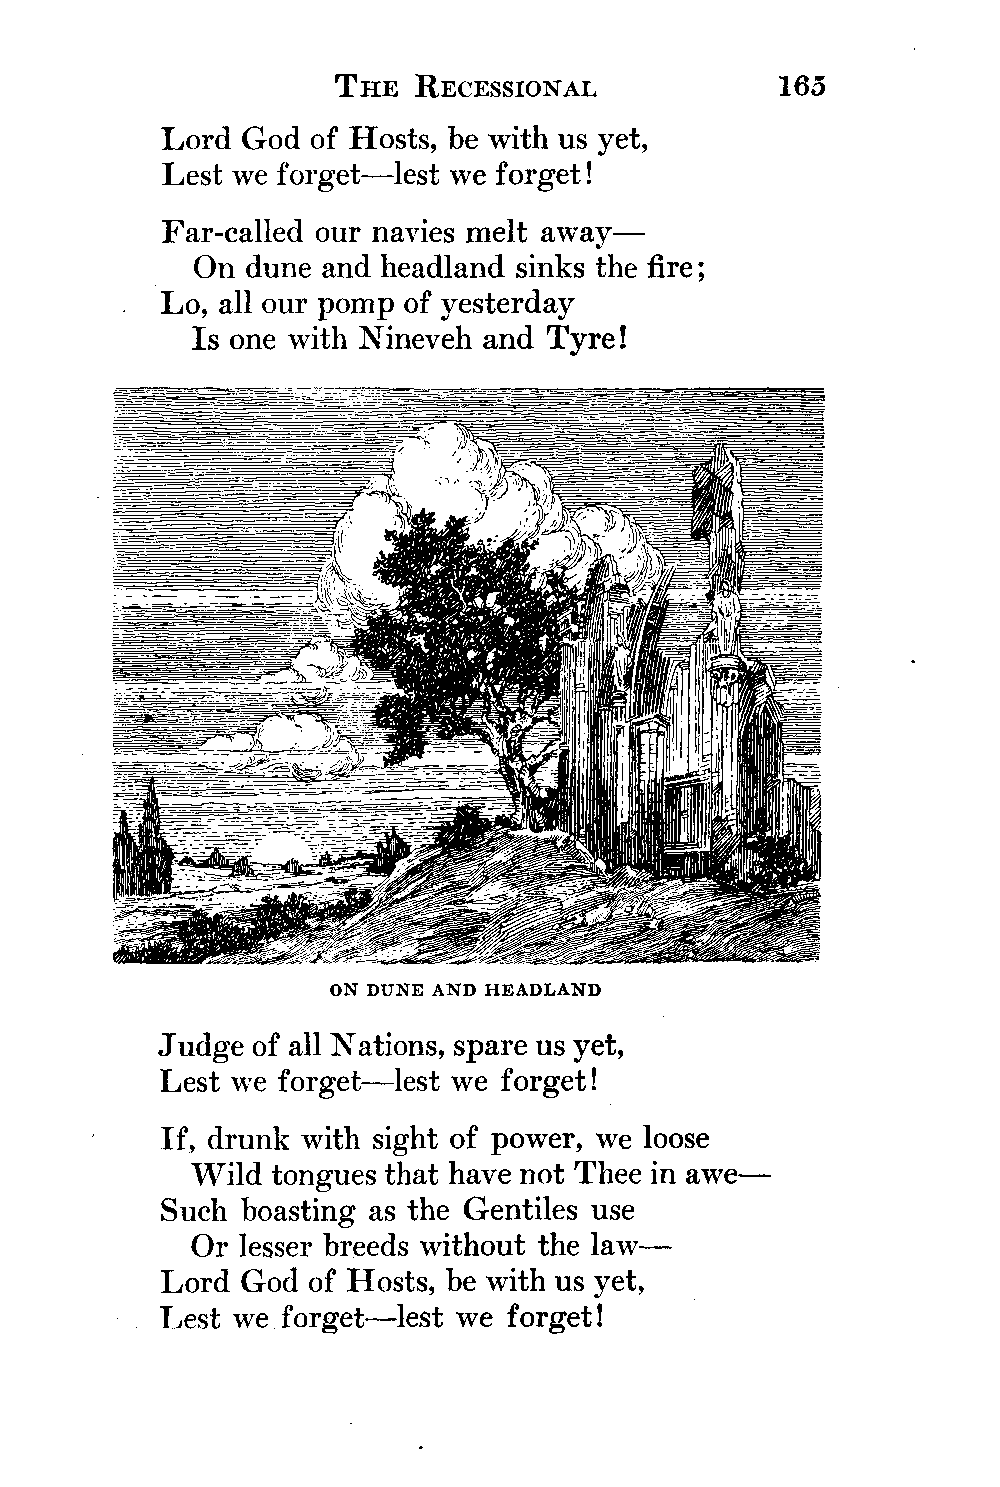 THE RECESSIONAL 165
Lord God of Hosts, be with us yet,
Lest we forget—lest we forget!
Far-called our navies melt away—
On dune and headland sinks the fire;
Lo, all our pomp of yesterday
Is one with Nineveh and Tyre!
ON DUNE AND HEADLAND
Judge of all Nations, spare us yet,
Lest we forget—lest we forget!
If, drunk with sight of power, we loose
Wild tongues that have not Thee in awe—
Such boasting as the Gentiles use
Or lesser breeds without the law—
Lord God of Hosts, be with us yet,
Lest we forget—lest we forget!